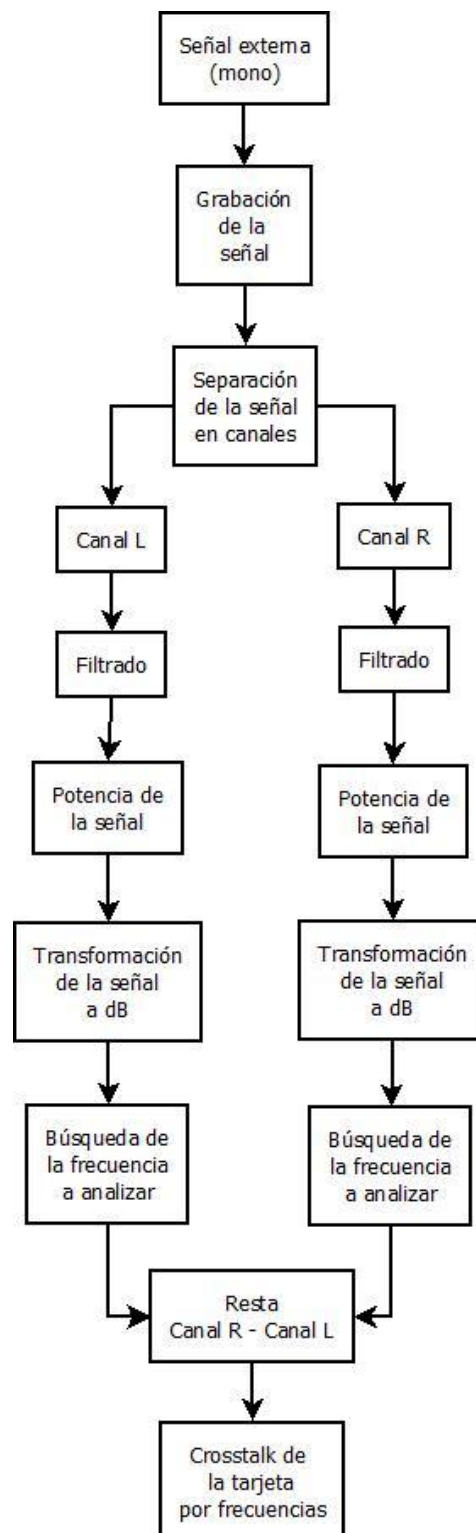 Señal externa
(mono)
Grabación
de la
señal
Separación
de la señal
en canales
Canal L
Canal R
Filtrado
Filtrado
Potencia de
la señal
Potencia de
la señal
Transformación
de la señal
a dB
Transformación
de la señal
a dB
Búsqueda de
la frecuencia
a analizar
Búsqueda de
la frecuencia
a analizar
Resta
Canal R - Canal L
Crosstalk de
la tarjeta
por frecuencias